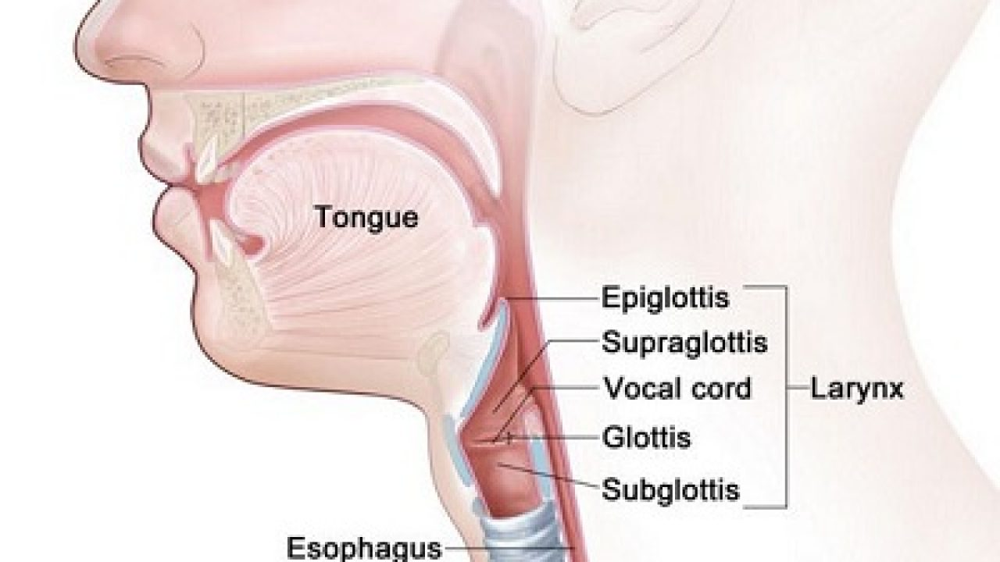 Tongue
Epiglottis
Supraglottis
Vocal cord
Larynx
Glottis
Subglottis
Esophagus